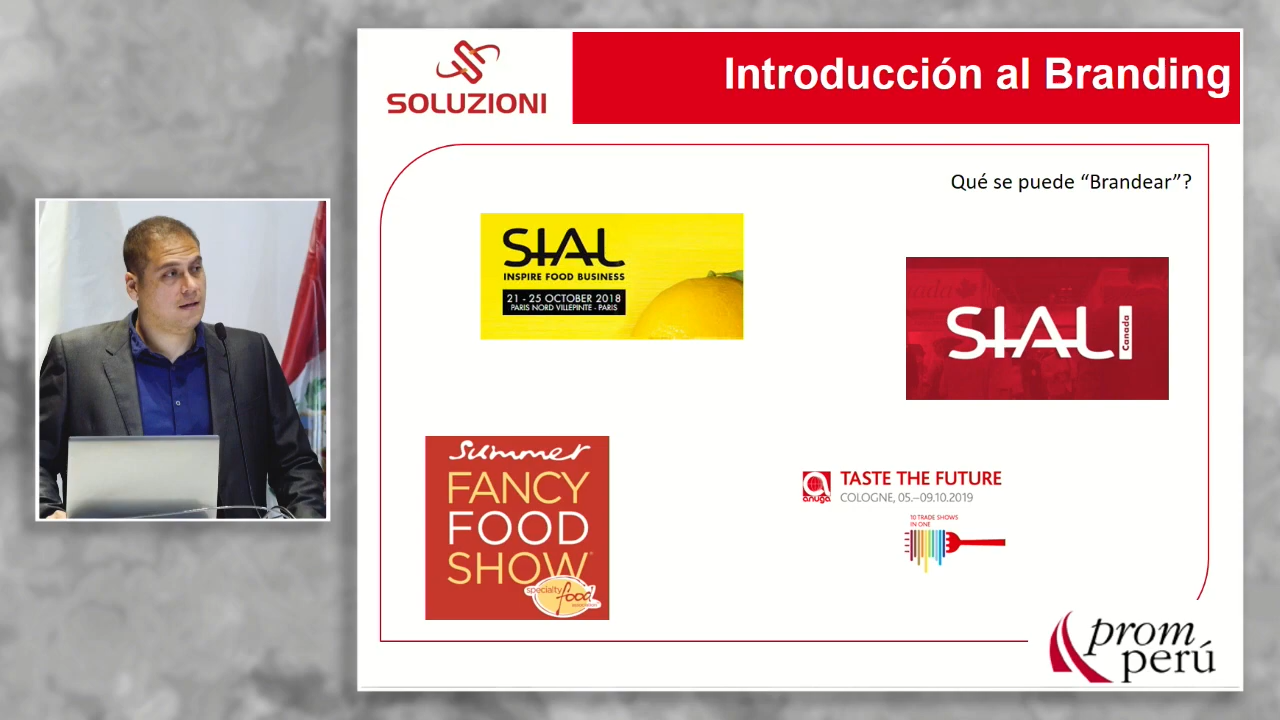 SOLUZIONI
Introducción al Branding
Qué se puede “Brandear”?
SIAL
INSPIRE FOOD BUSINESS
21 - 25 OCTOBER 2018
PARIS NORD VILLEPINTE - PARIS
SIAL Canada
Summer
FANCY
FOOD
SHOW®
specialty
food
anuga
TASTE THE FUTURE
COLOGNE, 05.–09.10.2019
10 TRADE SHOWS
IN ONE
prom
perú